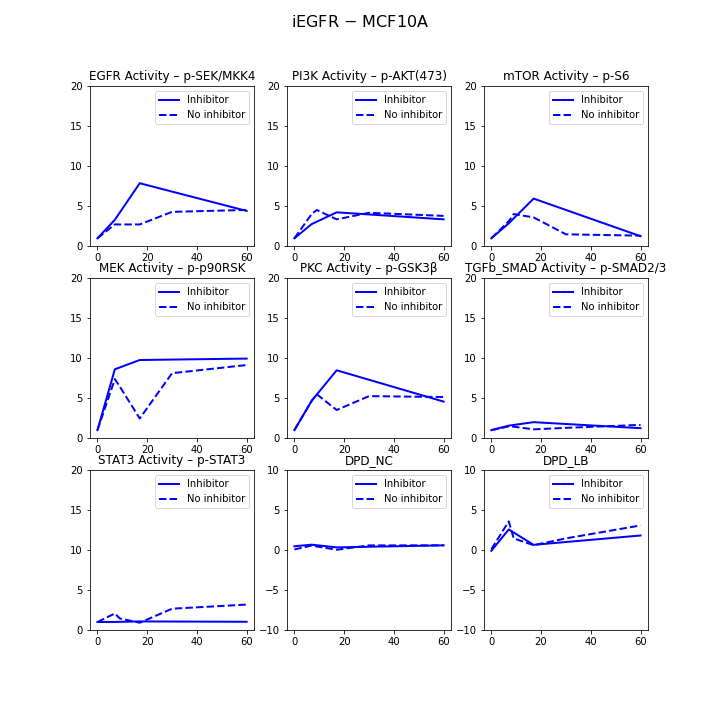 iEGFR − MCF10A
EGFR Activity – p-SEK/MKK4
20
15
10
5
0
0
20
40
60
Inhibitor
No inhibitor
PI3K Activity – p-AKT(473)
20
15
10
5
0
0
20
40
60
Inhibitor
No inhibitor
mTOR Activity – p-S6
20
15
10
5
0
0
20
40
60
Inhibitor
No inhibitor
MEK Activity – p-p90RSK
20
15
10
5
0
0
20
40
60
Inhibitor
No inhibitor
PKC Activity – p-GSK3β
20
15
10
5
0
0
20
40
60
Inhibitor
No inhibitor
TGFb_SMAD Activity – p-SMAD2/3
20
15
10
5
0
0
20
40
60
Inhibitor
No inhibitor
STAT3 Activity – p-STAT3
20
15
10
5
0
0
20
40
60
Inhibitor
No inhibitor
DPD_NC
10
5
0
−5
−10
0
20
40
60
Inhibitor
No inhibitor
DPD_LB
10
5
0
−5
−10
0
20
40
60
Inhibitor
No inhibitor